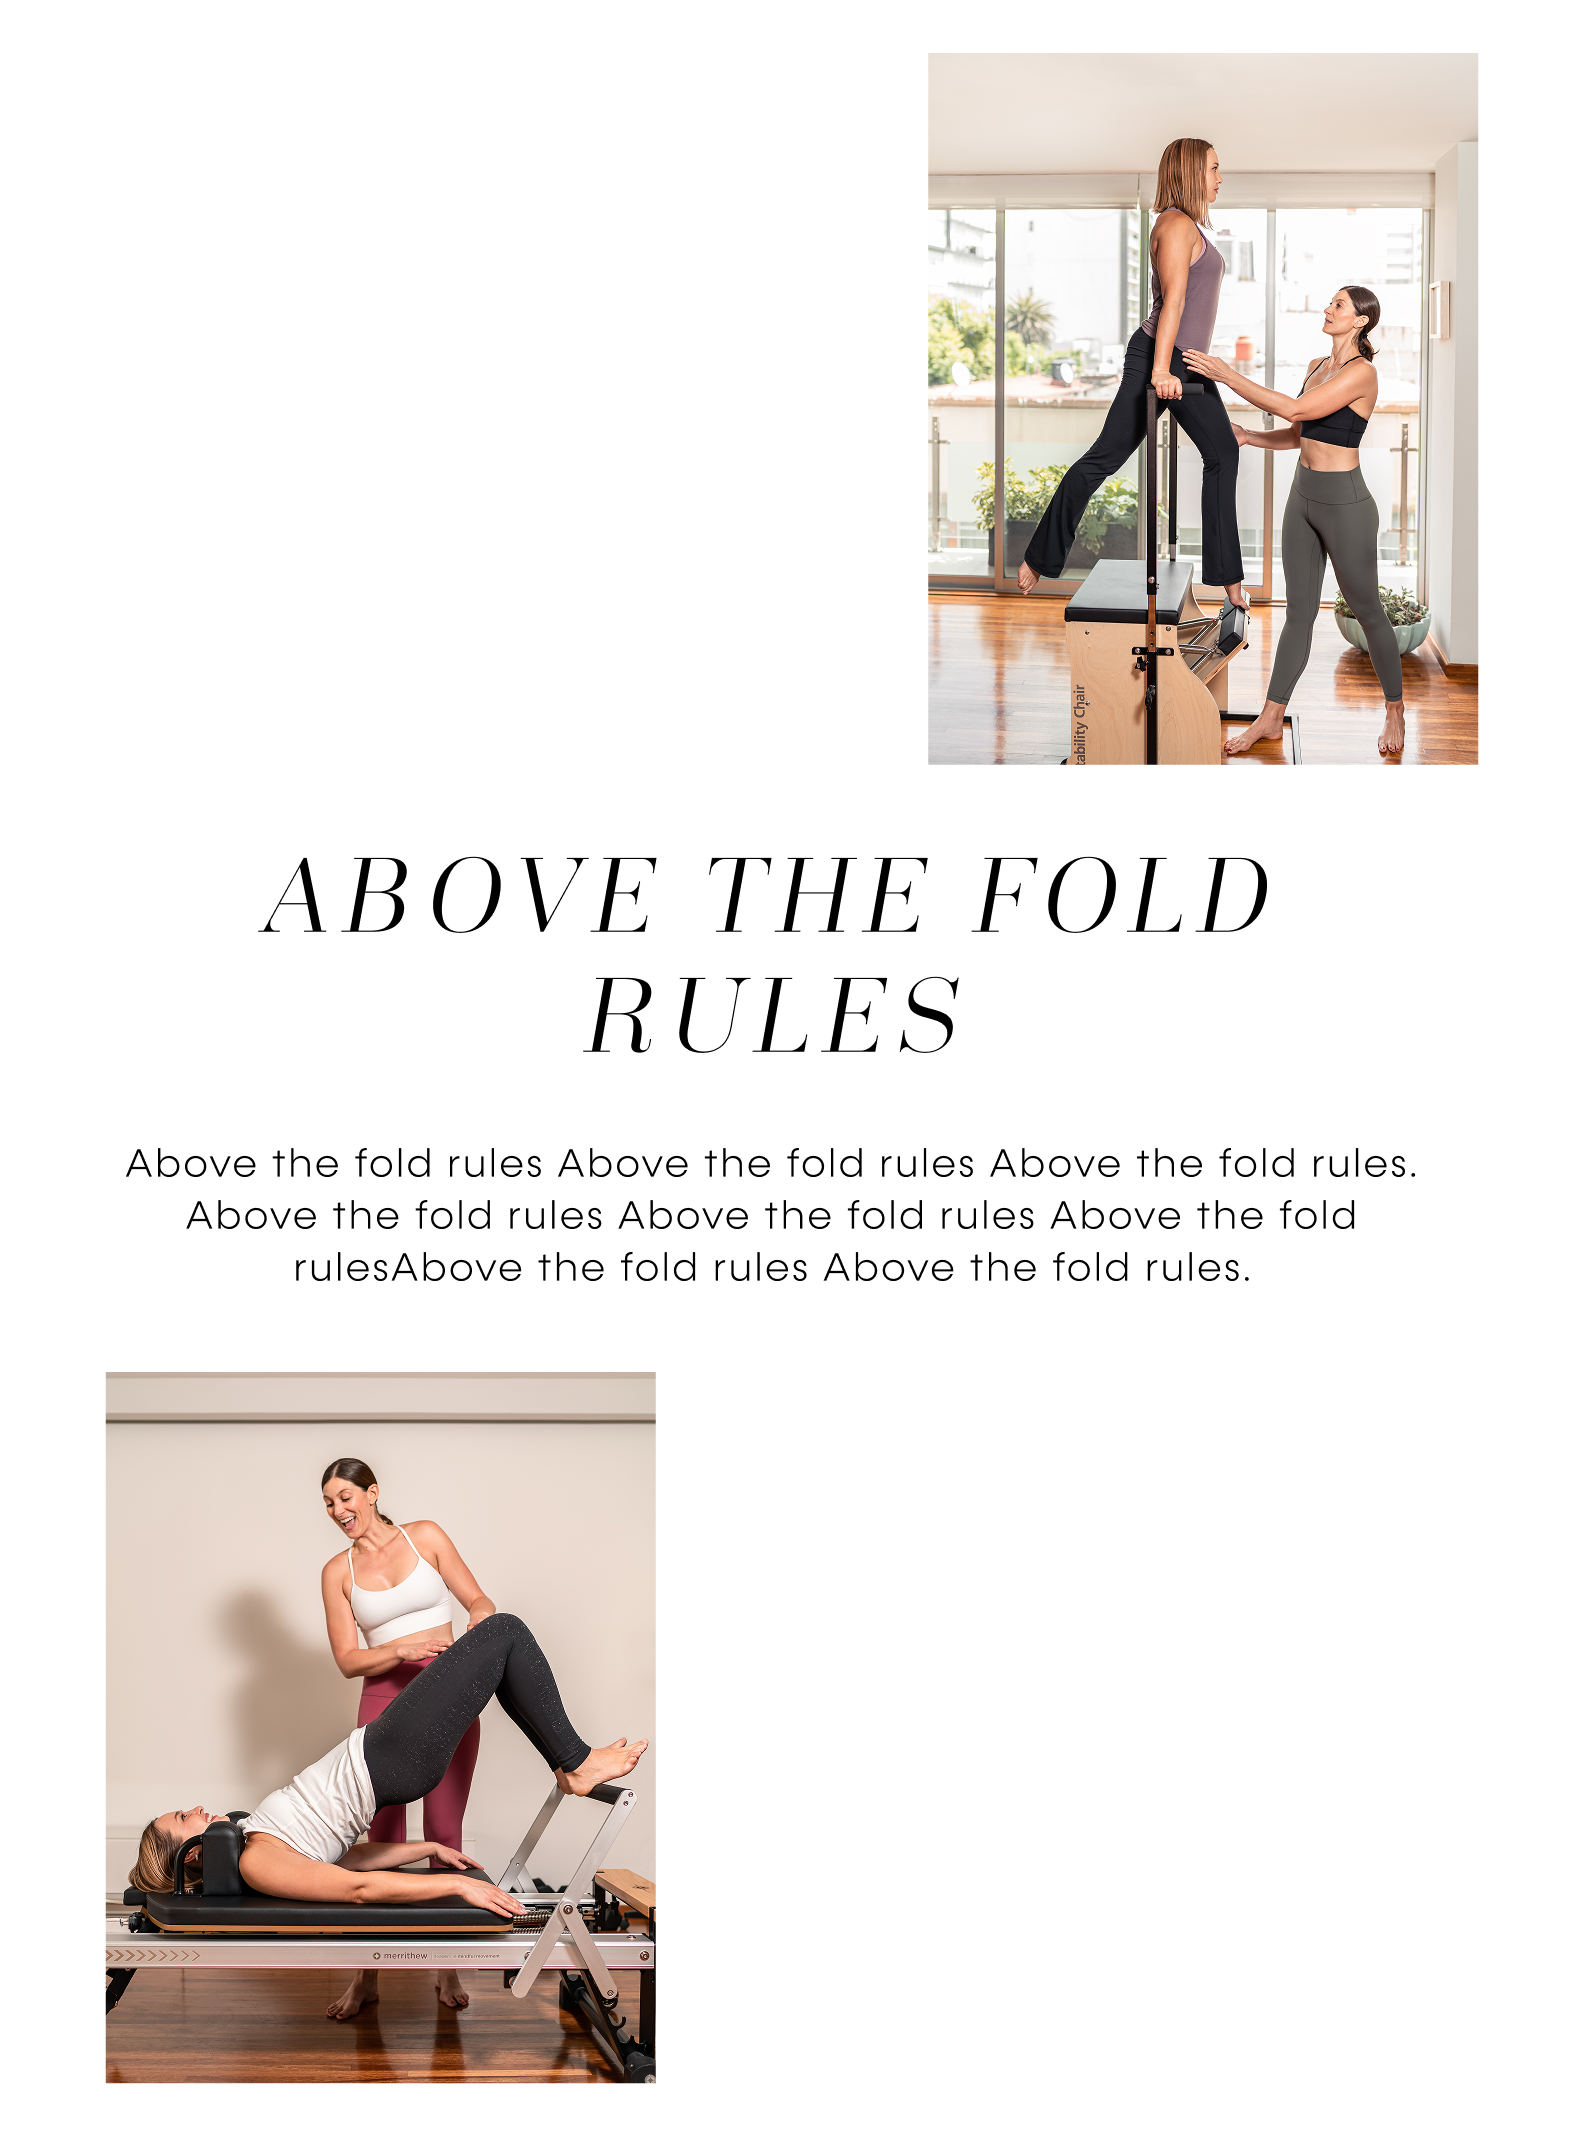 tability Chair
ABOVE THE FOLD
RULES
Above the fold rules Above the fold rules Above the fold rules.
Above the fold rules Above the fold rules Above the fold
rulesAbove the fold rules Above the fold rules.
merrithew